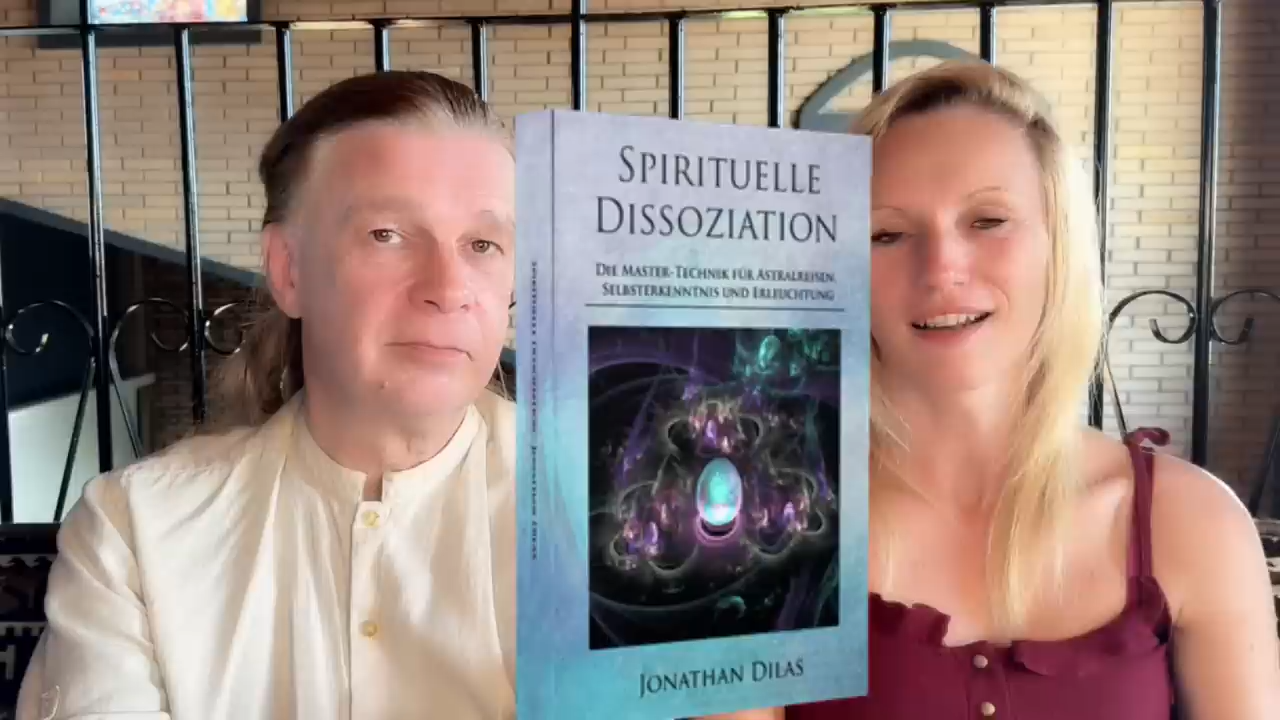 SPIRITUELLE
DISSOZIATION
DIE MASTER-TECHNIK FÜR ASTRALREISEN,
SELBSTERKENNTNIS UND ERLEUCHTUNG
JONATHAN DILAS